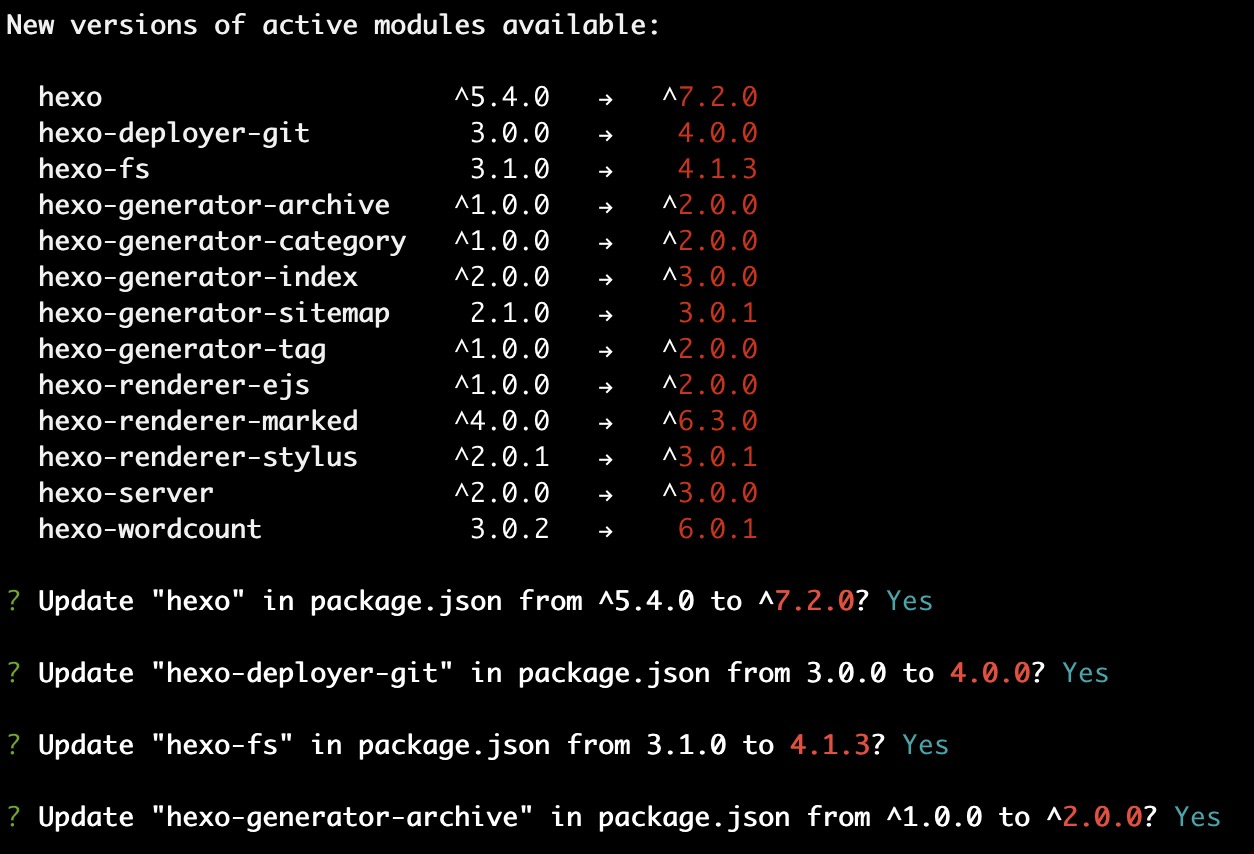 New versions of active modules available:
hexo ^5.4.0 → ^7.2.0
hexo-deployer-git 3.0.0 → 4.0.0
hexo-fs 3.1.0 → 4.1.3
hexo-generator-archive ^1.0.0 → ^2.0.0
hexo-generator-category ^1.0.0 → ^2.0.0
hexo-generator-index ^2.0.0 → ^3.0.0
hexo-generator-sitemap 2.1.0 → 3.0.1
hexo-generator-tag ^1.0.0 → ^2.0.0
hexo-renderer-ejs ^1.0.0 → ^2.0.0
hexo-renderer-marked ^4.0.0 → ^6.3.0
hexo-renderer-stylus ^2.0.1 → ^3.0.1
hexo-server ^2.0.0 → ^3.0.0
hexo-wordcount 3.0.2 → 6.0.1
? Update "hexo" in package.json from ^5.4.0 to ^7.2.0? Yes
? Update "hexo-deployer-git" in package.json from 3.0.0 to 4.0.0? Yes
? Update "hexo-fs" in package.json from 3.1.0 to 4.1.3? Yes
? Update "hexo-generator-archive" in package.json from ^1.0.0 to ^2.0.0? Yes